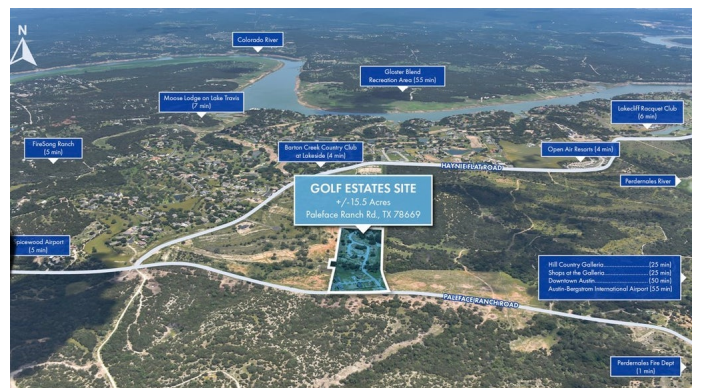 N
Colorado River
Gloster Blend
Recreation Area (55 min)
Moose Lodge on Lake Travis
(7 min)
Lakecliff Racquet Club
(6 min)
FireSong Ranch
(5 min)
Barton Creek Country Club
at Lakeside (4 min)
Open Air Resorts (4 min)
HAYNIE FLAT ROAD
Perdernales River
GOLF ESTATES SITE
+/-15.5 Acres
Paleface Ranch Rd., TX 78669
picewood Airport
(5 min)
Hill Country Galleria (25 min)
Shops at the Galleria (25 min)
Downtown Austin (50 min)
Austin-Bergstrom International Airport (55 min)
PALEFACE RANCH ROAD
Perdernales Fire Dept
(1 min)